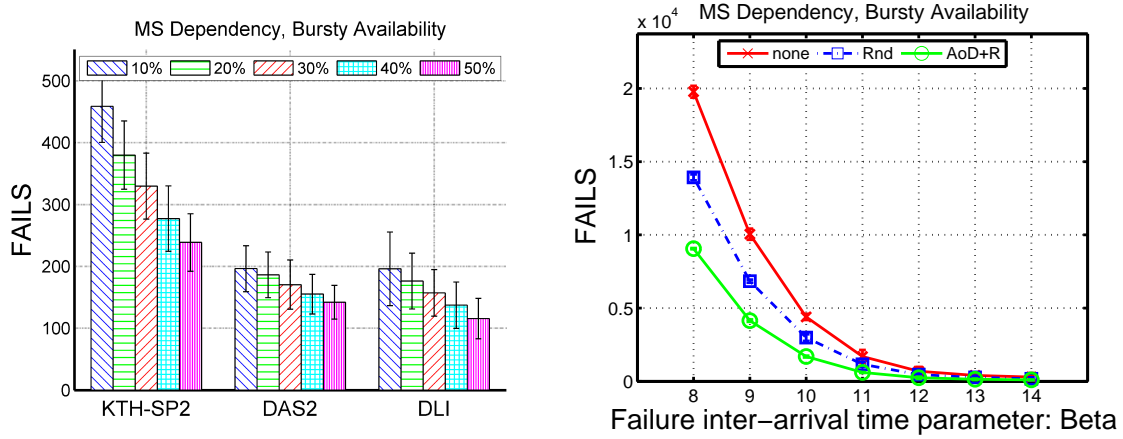 MS Dependency, Bursty Availability
10% 20% 30% 40% 50%
500
400
300
200
100
0
FAILS
KTH-SP2 DAS2 DLI
MS Dependency, Bursty Availability
x 10^4
none Rnd AoD+R
2
1.5
1
0.5
0
FAILS
8 9 10 11 12 13 14
Failure inter−arrival time parameter: Beta